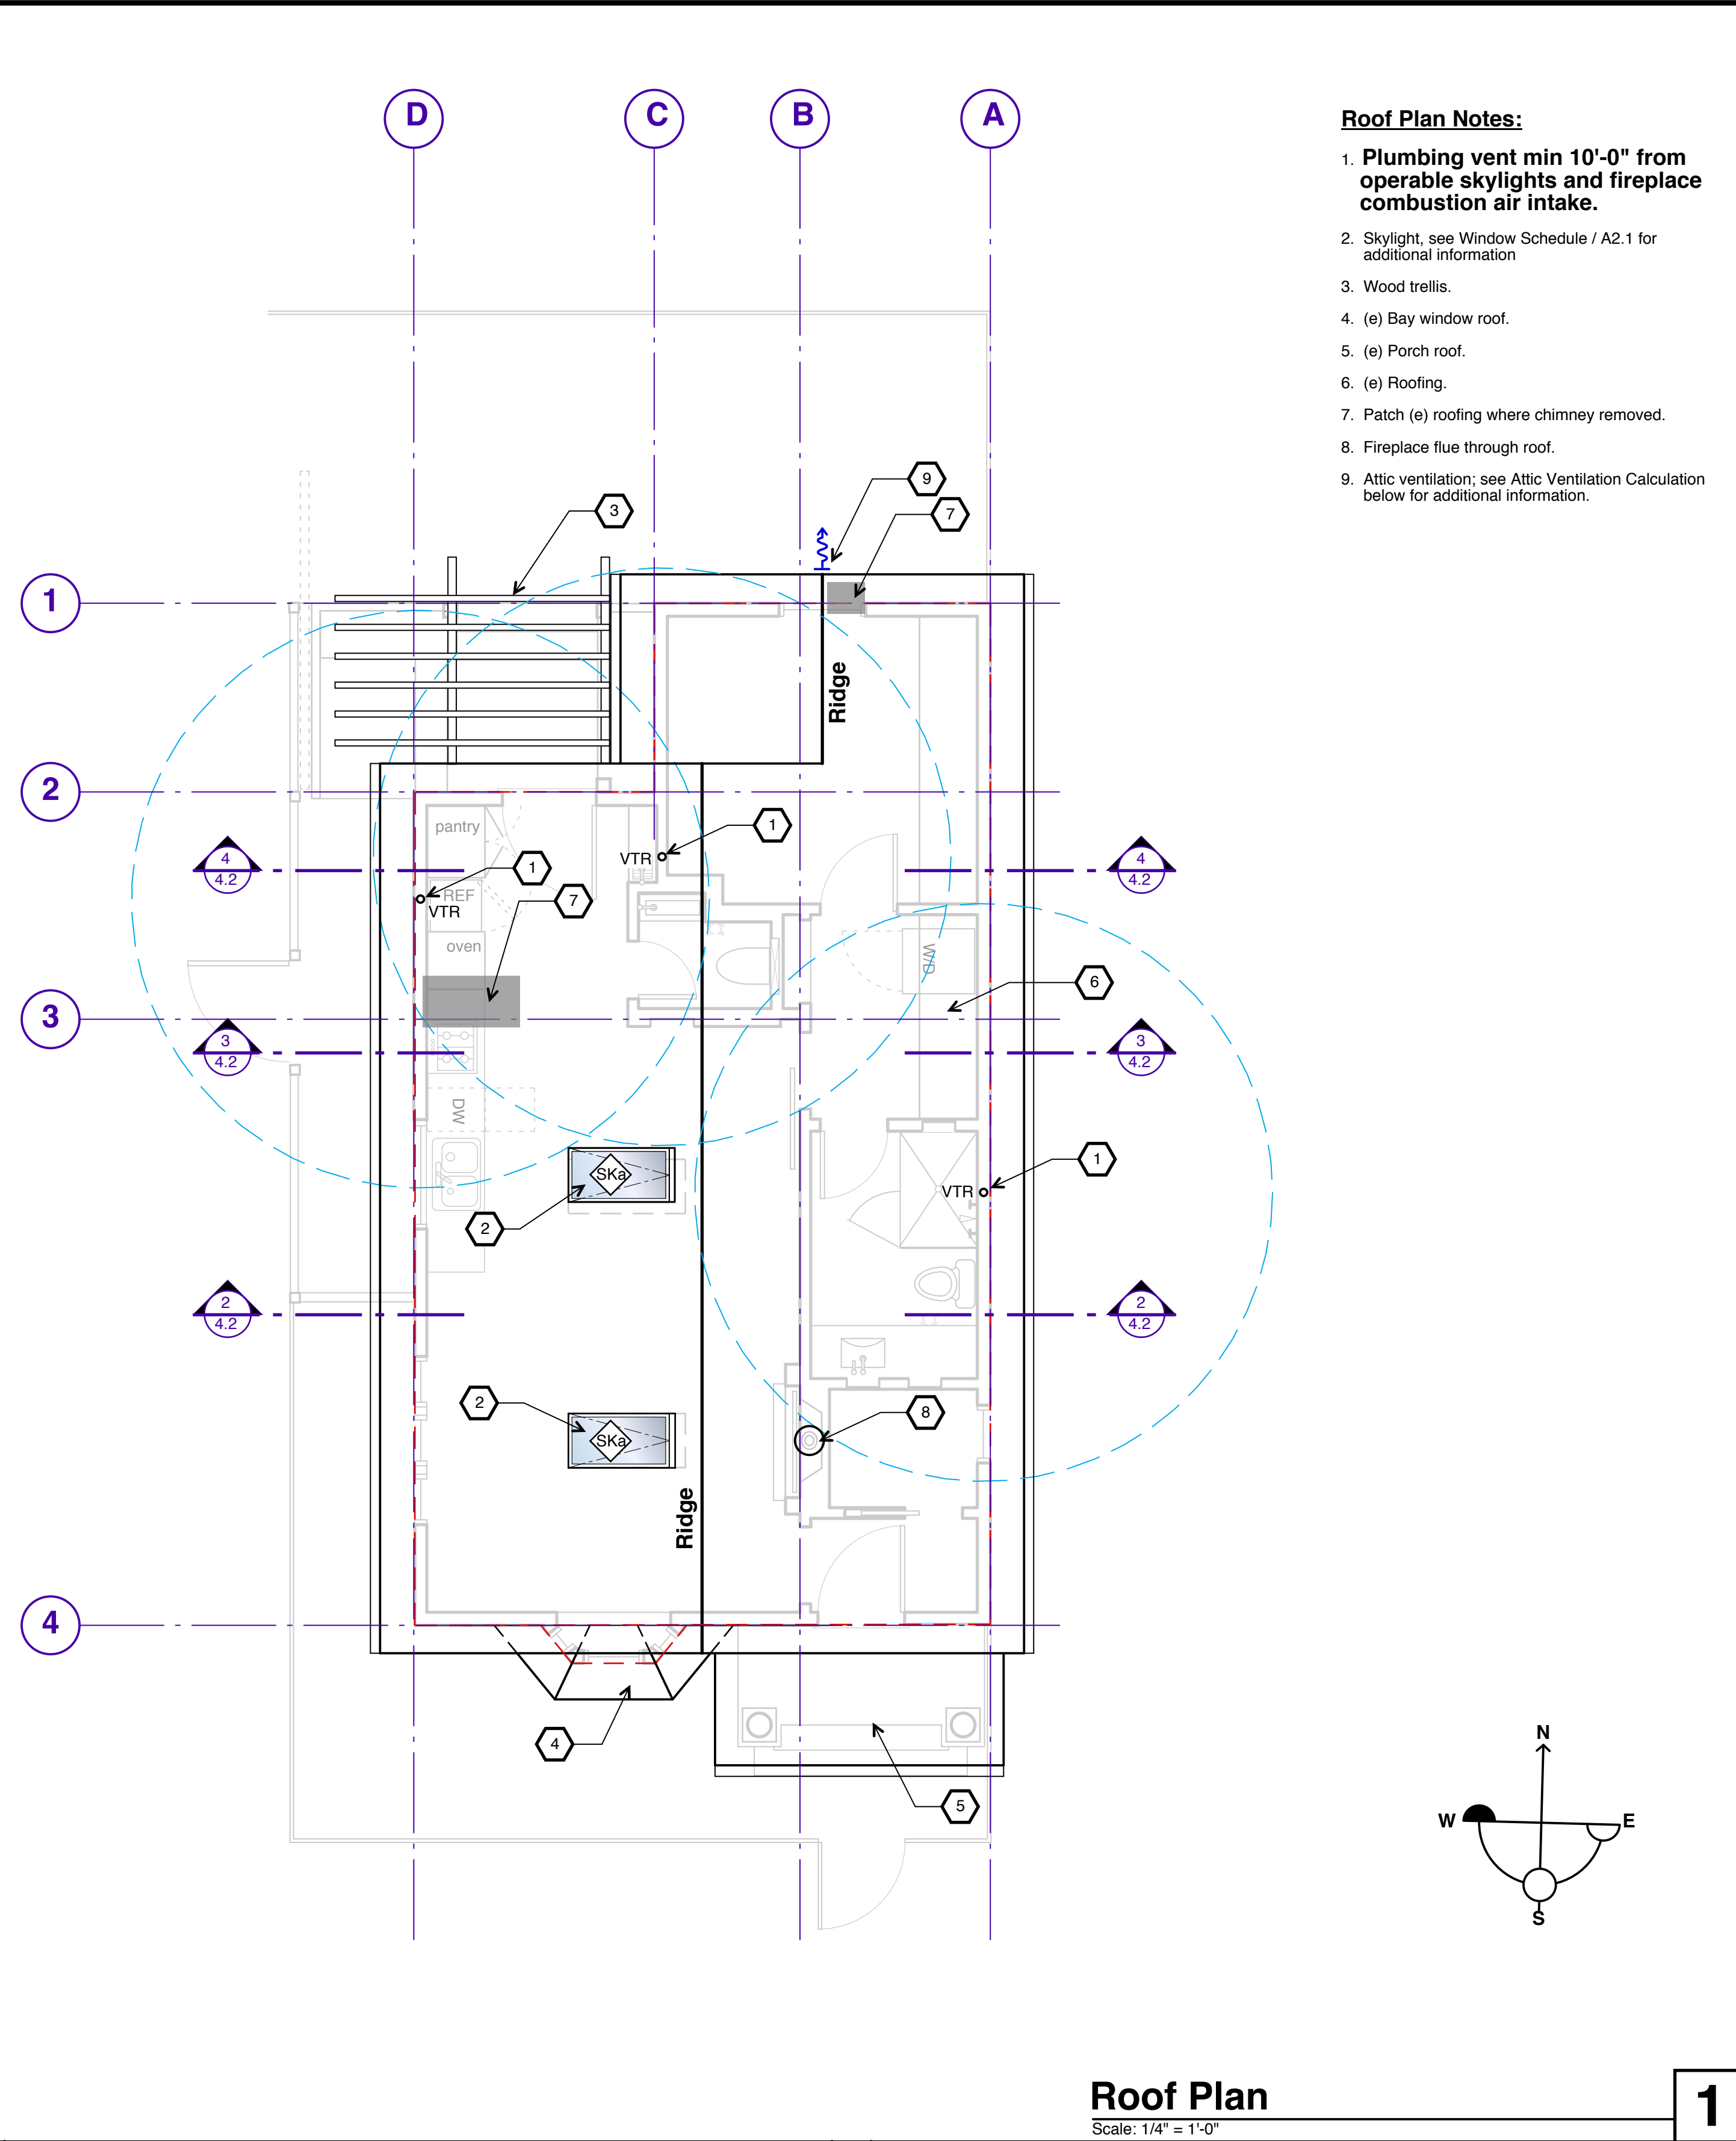 D
C
B
A
Roof Plan Notes:
1. Plumbing vent min 10'-0" from
operable skylights and fireplace
combustion air intake.
2. Skylight, see Window Schedule / A2.1 for
additional information
3. Wood trellis.
4. (e) Bay window roof.
5. (e) Porch roof.
6. (e) Roofing.
7. Patch (e) roofing where chimney removed.
8. Fireplace flue through roof.
9. Attic ventilation; see Attic Ventilation Calculation
below for additional information.
9
3
7
1
Ridge
2
pantry
1
VTR
4
4.2
1
REF
VTR
7
4
4.2
oven
W/D
6
3
3
4.2
3
4.2
DW
SKa
1
VTR
2
2
4.2
2
4.2
2
8
SKa
Ridge
4
4
5
N
W
E
S
Roof Plan
Scale: 1/4" = 1'-0"
1